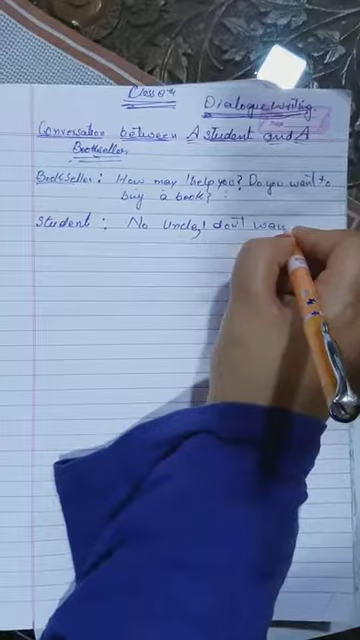 Class 04
Dialogue writing
Conversation between A student and A
Bookseller
Bookseller: How may I help you? Do you want to
buy a book?
Student: No Uncle, I don't wan